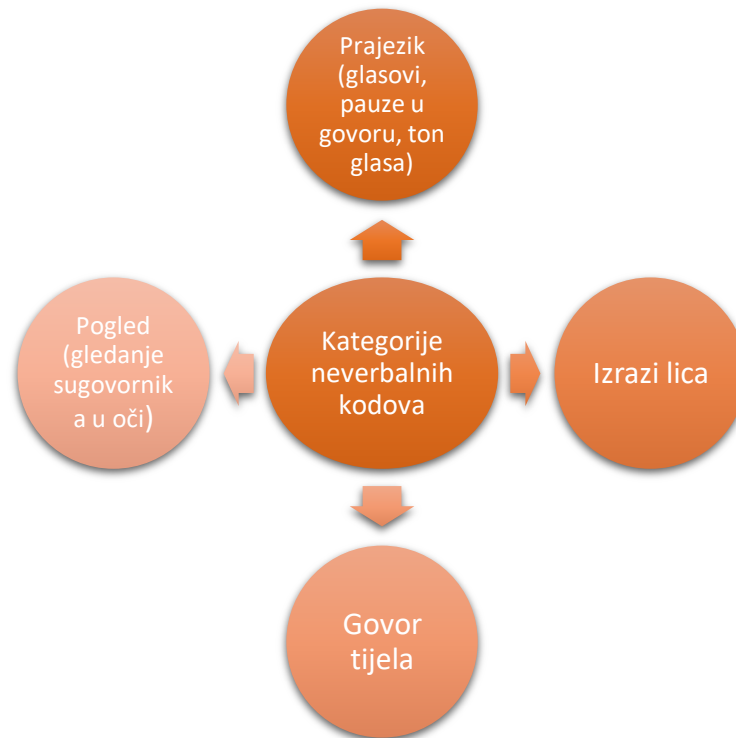 Prajezik
(glasovi,
pauze u
govoru, ton
glasa)
Pogled
(gledanje
sugovornik
a u oči)
Kategorije
neverbalnih
kodova
Izrazi lica
Govor
tijela